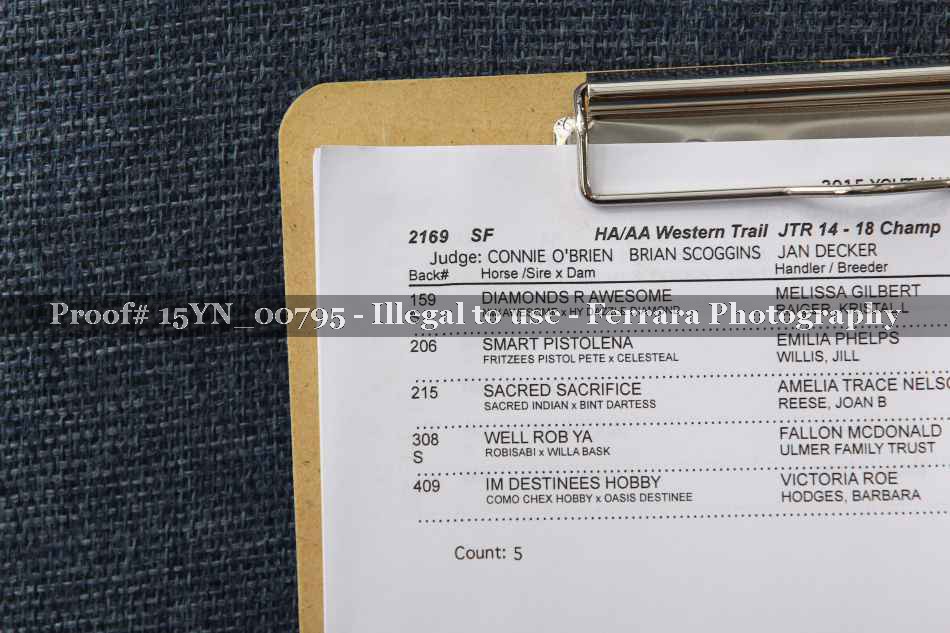 2015 YOUTH
2169 SF HA/AA Western Trail JTR 14 - 18 Champ
Judge: CONNIE O'BRIEN BRIAN SCOGGINS JAN DECKER
Back# Horse /Sire x Dam Handler / Breeder
159 DIAMONDS R AWESOME MELISSA GILBERT
Proof# 15YN_00795 - Illegal to use - Ferrara Photography
206 SMART PISTOLENA EMILIA PHELPS
FRITZEES PISTOL PETE x CELESTEAL WILLIS, JILL
215 SACRED SACRIFICE AMELIA TRACE
SACRED INDIAN x BINT DARTESS REESE, JOAN B
308 WELL ROB YA FALLON MCDONALD
S ROBISABI x WILLA BASK ULMER FAMILY TRUST
409 IM DESTINEES HOBBY VICTORIA ROE
COMO CHEX HOBBY x OASIS DESTINEE HODGES, BARBARA
Count: 5